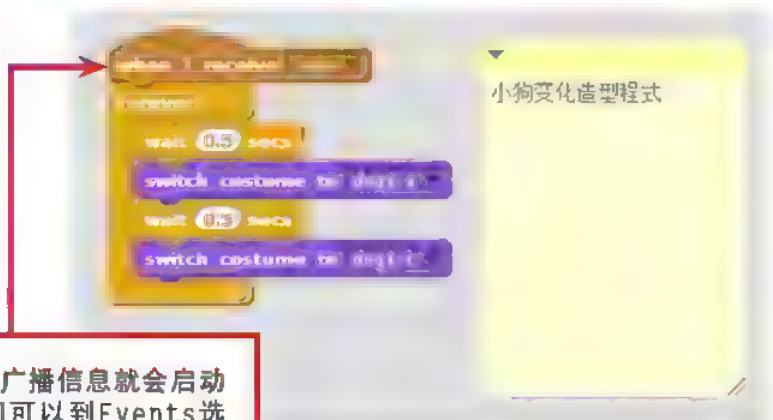 when I receive
小狗变化造型程式
forever
wait 0.5 secs
switch costume to
wait 0.5 secs
switch costume to
广播信息就会启动
可以到Events选